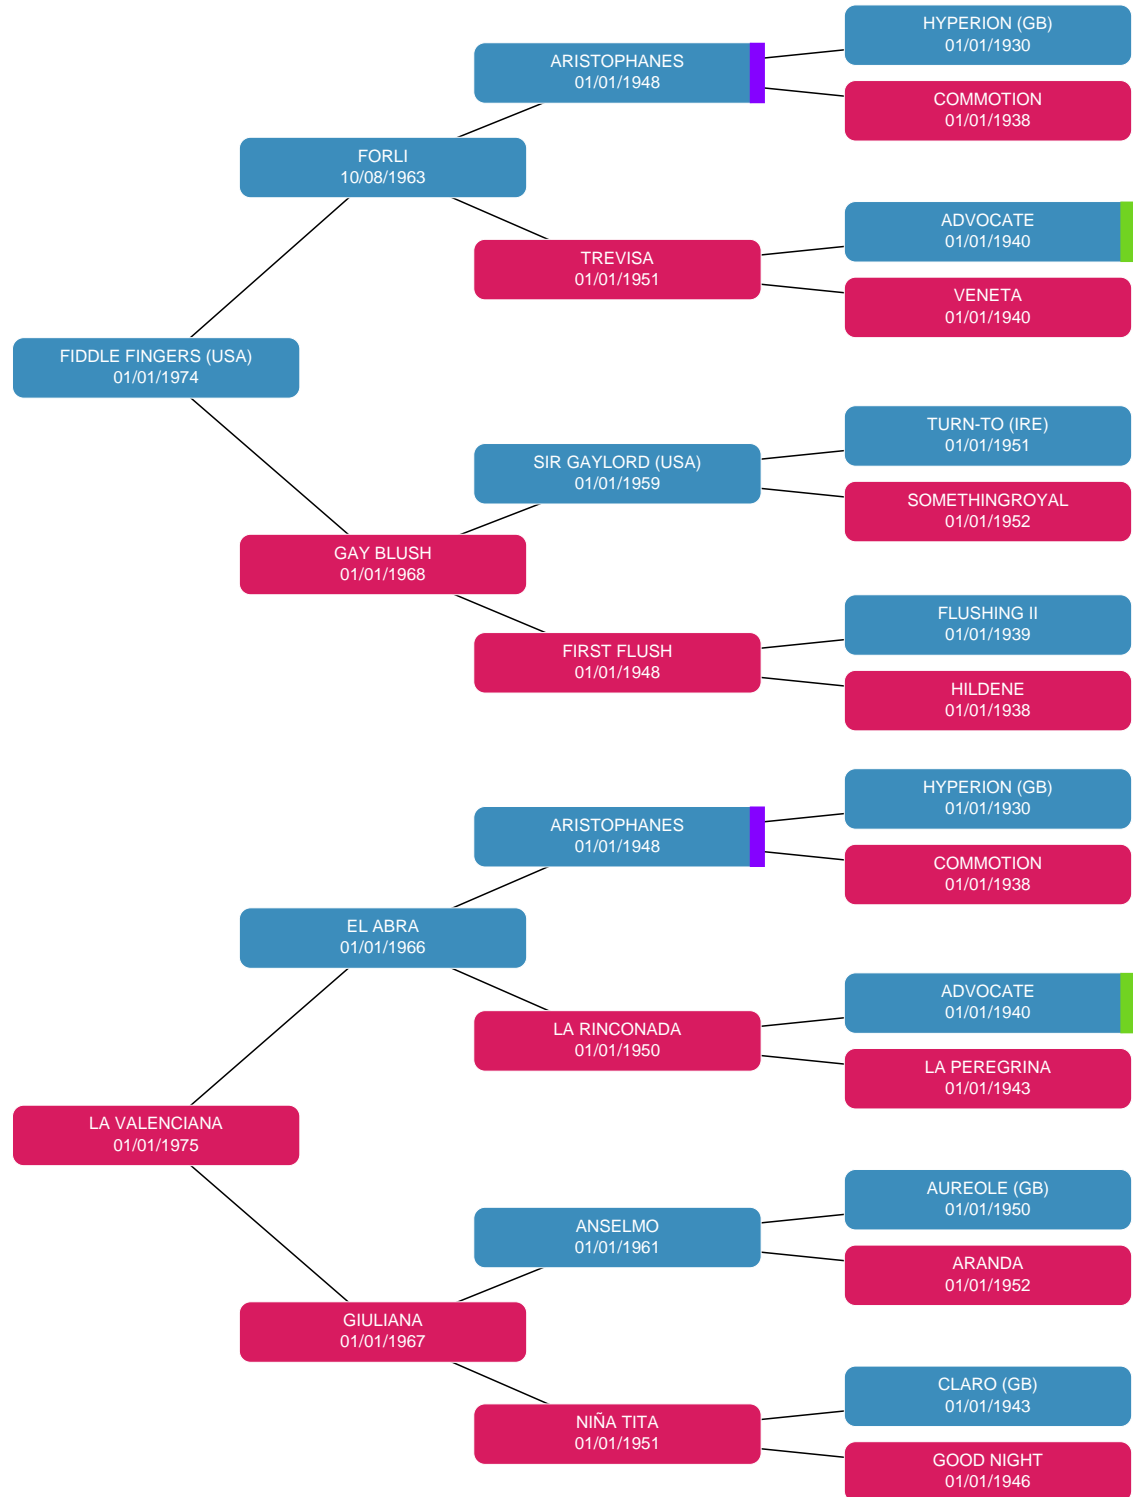 HYPERION (GB)
01/01/1930
ARISTOPHANES
01/01/1948
COMMOTION
01/01/1938
FORLI
10/08/1963
ADVOCATE
01/01/1940
TREVISA
01/01/1951
VENETA
01/01/1940
FIDDLE FINGERS (USA)
01/01/1974
TURN-TO (IRE)
01/01/1951
SIR GAYLORD (USA)
01/01/1959
SOMETHINGROYAL
01/01/1952
GAY BLUSH
01/01/1968
FLUSHING II
01/01/1939
FIRST FLUSH
01/01/1948
HILDENE
01/01/1938
HYPERION (GB)
01/01/1930
ARISTOPHANES
01/01/1948
COMMOTION
01/01/1938
EL ABRA
01/01/1966
ADVOCATE
01/01/1940
LA RINCONADA
01/01/1950
LA PEREGRINA
01/01/1943
LA VALENCIANA
01/01/1975
AUREOLE (GB)
01/01/1950
ANSELMO
01/01/1961
ARANDA
01/01/1952
GIULIANA
01/01/1967
CLARO (GB)
01/01/1943
NIÑA TITA
01/01/1951
GOOD NIGHT
01/01/1946